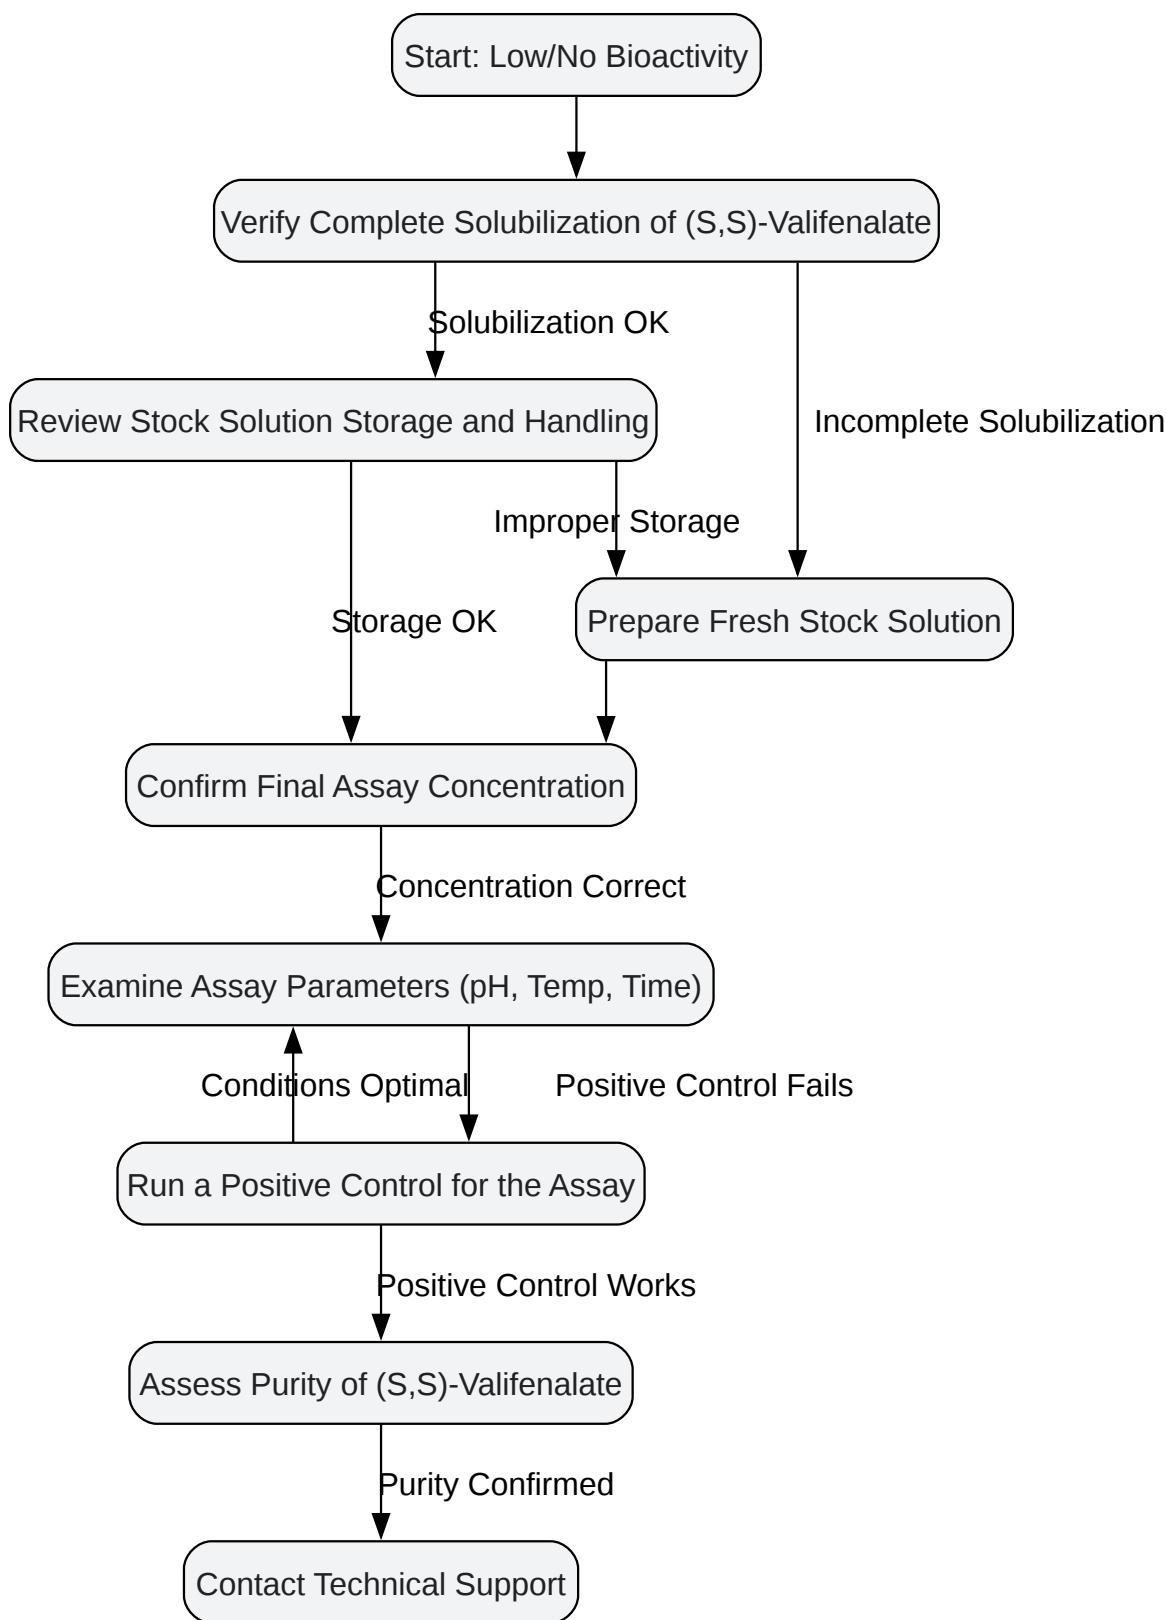 Start: Low/No Bioactivity
Verify Complete Solubilization of (S,S)-Valifenalate
Solubilization OK
Review Stock Solution Storage and Handling
Incomplete Solubilization
Improper Storage
Storage OK
Prepare Fresh Stock Solution
Confirm Final Assay Concentration
Concentration Correct
Examine Assay Parameters (pH, Temp, Time)
Conditions Optimal
Positive Control Fails
Run a Positive Control for the Assay
Positive Control Works
Assess Purity of (S,S)-Valifenalate
Purity Confirmed
Contact Technical Support